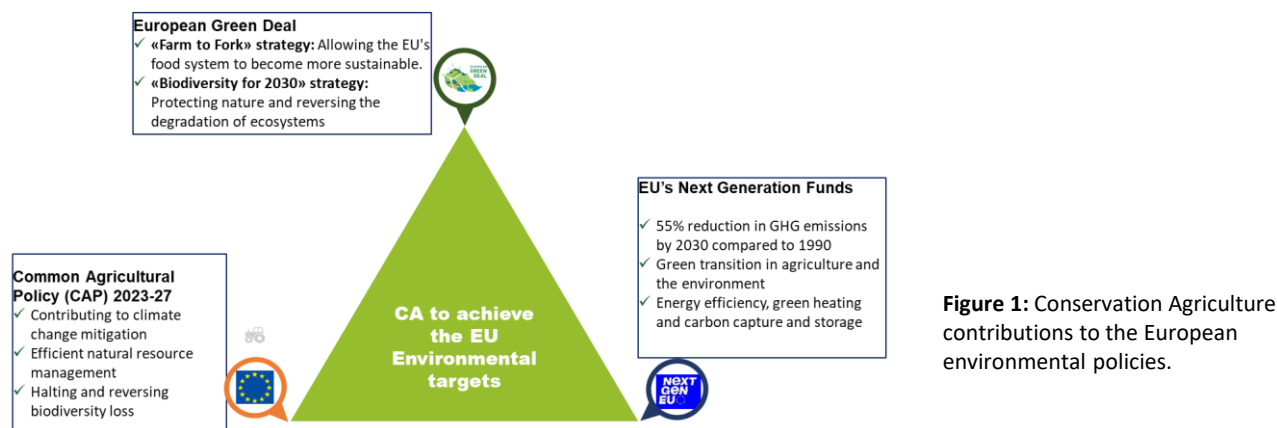 European Green Deal
✓ «Farm to Fork» strategy: Allowing the EU's
food system to become more sustainable.
✓ «Biodiversity for 2030» strategy:
Protecting nature and reversing the
degradation of ecosystems
EUROPEAN
GREEN
DEAL
EU's Next Generation Funds
✓ 55% reduction in GHG emissions
by 2030 compared to 1990
✓ Green transition in agriculture and
the environment
✓ Energy efficiency, green heating
and carbon capture and storage
Common Agricultural
Policy (CAP) 2023-27
✓ Contributing to climate
change mitigation
✓ Efficient natural resource
management
✓ Halting and reversing
biodiversity loss
CA to achieve
the EU
Environmental
targets
NEXT
GEN
EU
Figure 1: Conservation Agriculture
contributions to the European
environmental policies.